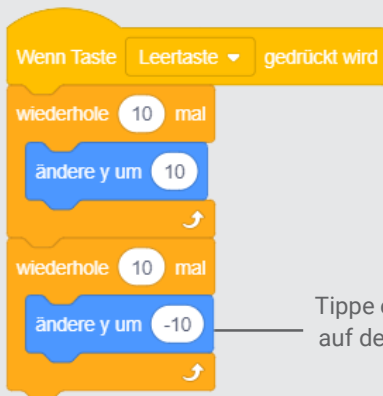 Wenn Taste Leertaste gedrückt wird
wiederhole 10 mal
ändere y um 10
wiederhole 10 mal
ändere y um -10
Tippe
auf